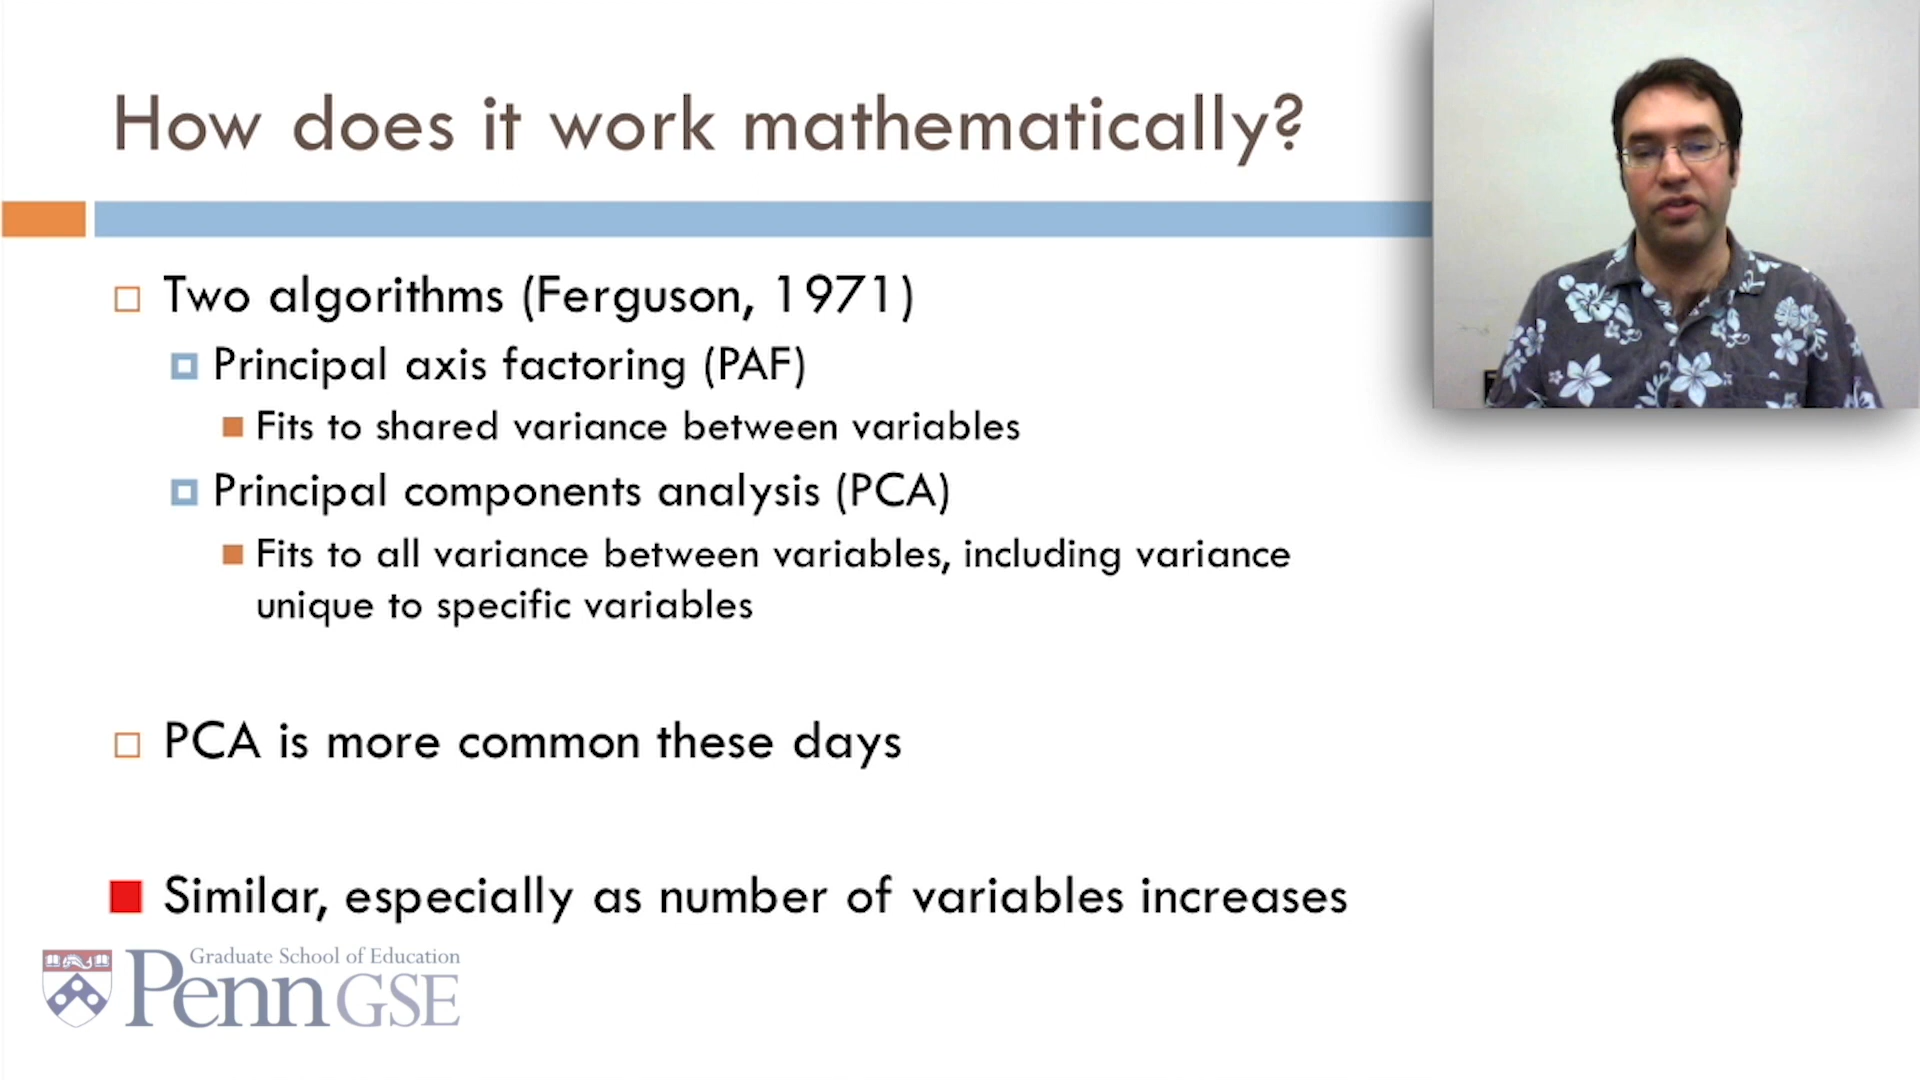 How does it work mathematically?
Two algorithms (Ferguson, 1971)
Principal axis factoring (PAF)
Fits to shared variance between variables
Principal components analysis (PCA)
Fits to all variance between variables, including variance
unique to specific variables
PCA is more common these days
Similar, especially as number of variables increases
Graduate School of Education
Penn GSE